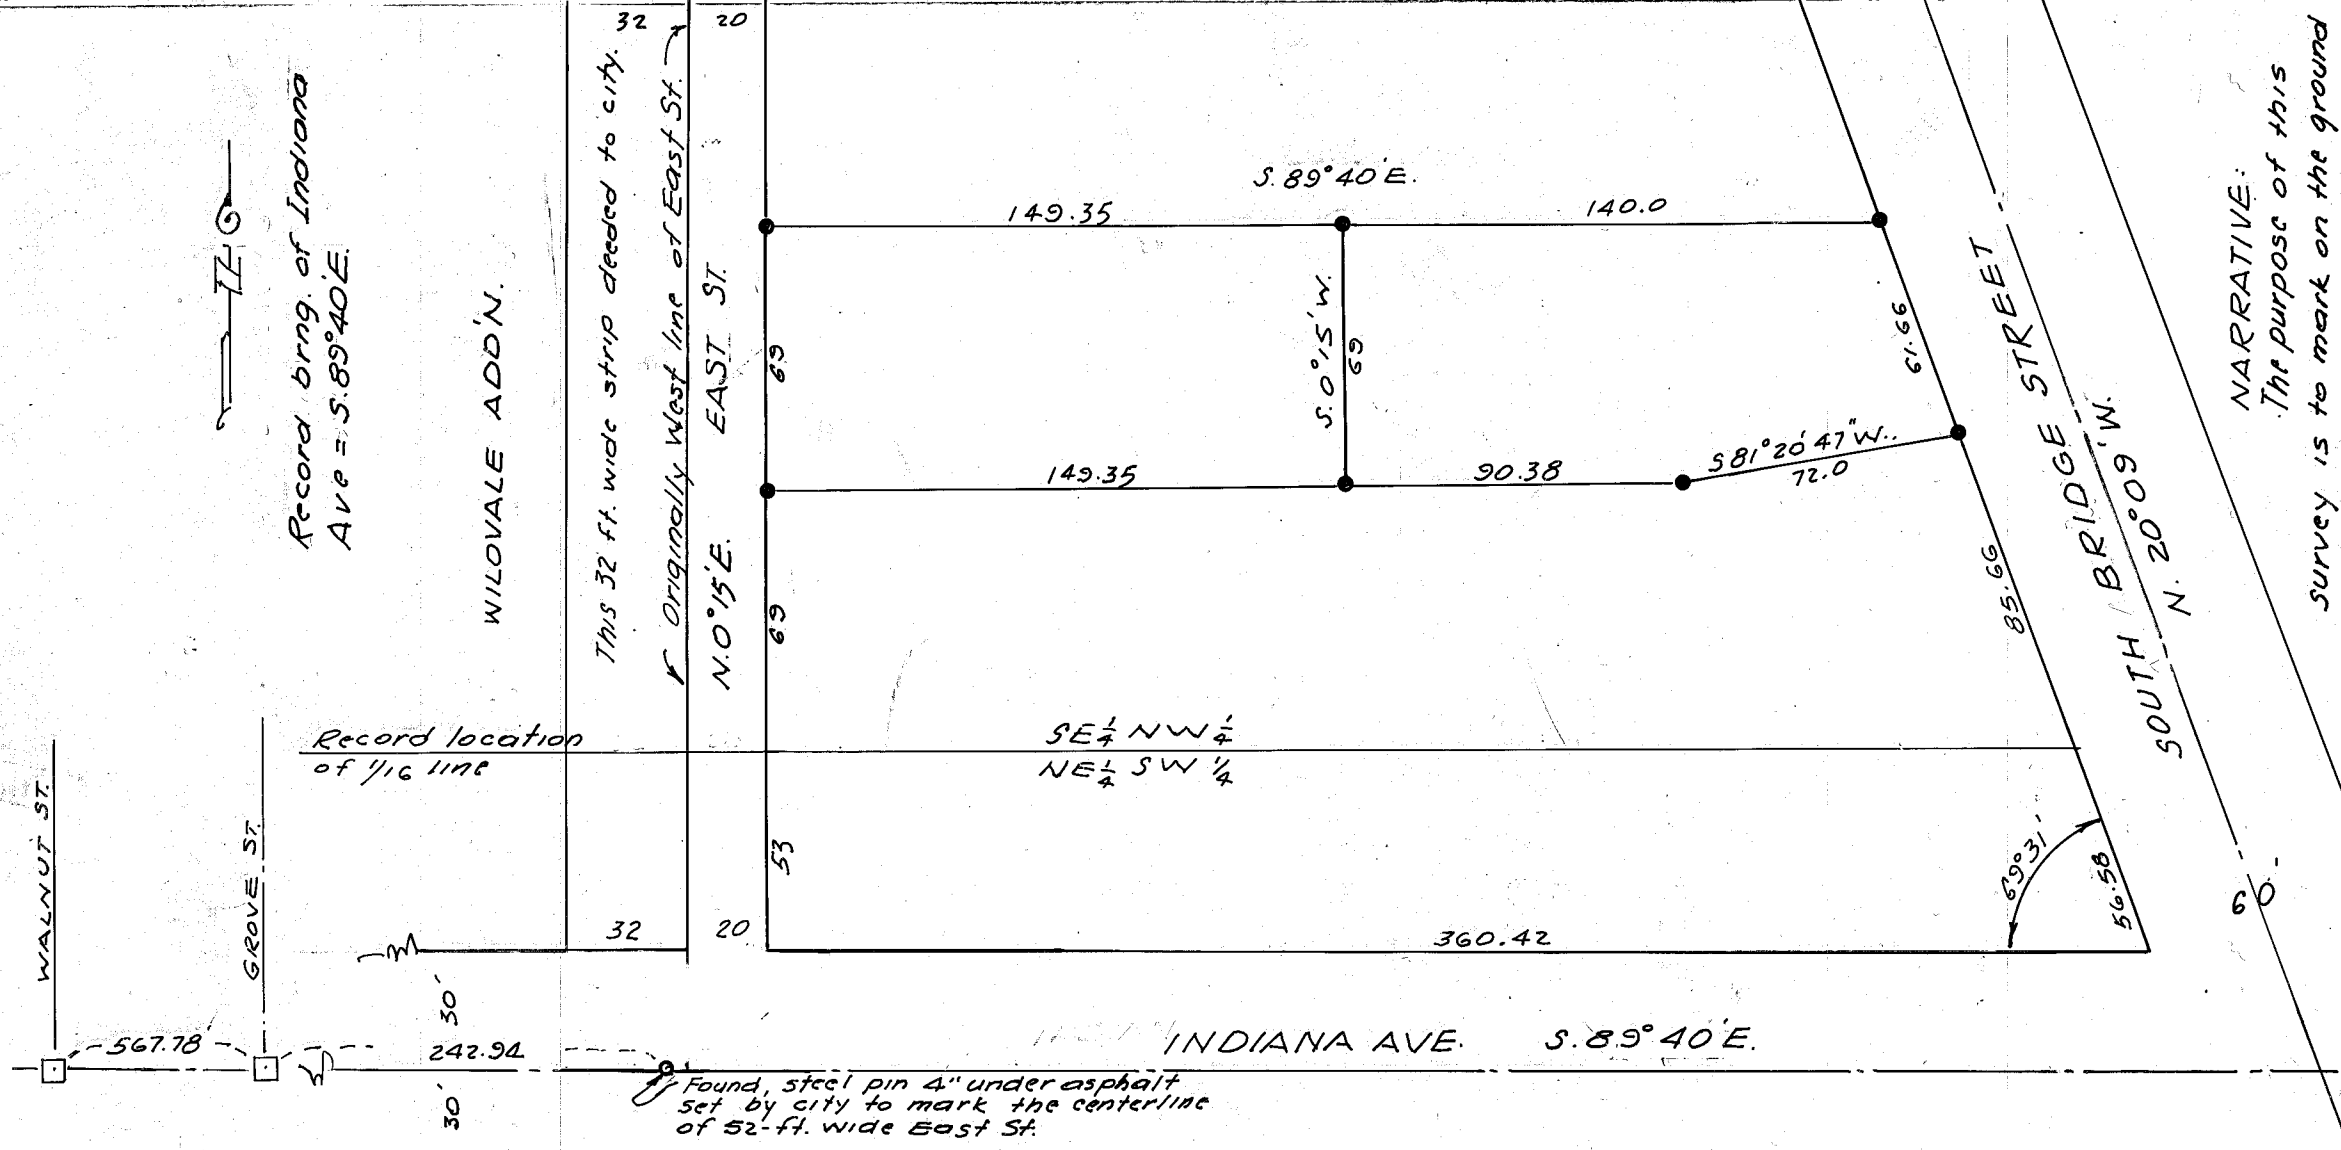 32
20
Record brng. of Indiana
Ave = S.89°40'E.
WILOVALE ADD'N.
This 32 ft. wide strip deeded to city.
Originally West line of East St.
EAST ST.
N.0°15'E.
S.89°40'E.
149.35
140.0
69
S.0°15'W.
69
61.66
149.35
90.38
S81°20'47"W..
72.0
69
85.66
SOUTH BRIDGE STREET
N. 20°09'W.
NARRATIVE:
The purpose of this
survey is to mark on the ground
Record location
of 1/16 line
SE¼ NW¼
NE¼ SW ¼
WALNUT ST.
GROVE ST.
53
69°31'
56.58
60'
32
20
360.42
30'
30'
567.78'
242.94
INDIANA AVE. S.89°40'E.
Found, steel pin 4" under asphalt
set by city to mark the centerline
of 52-ft. wide East St.